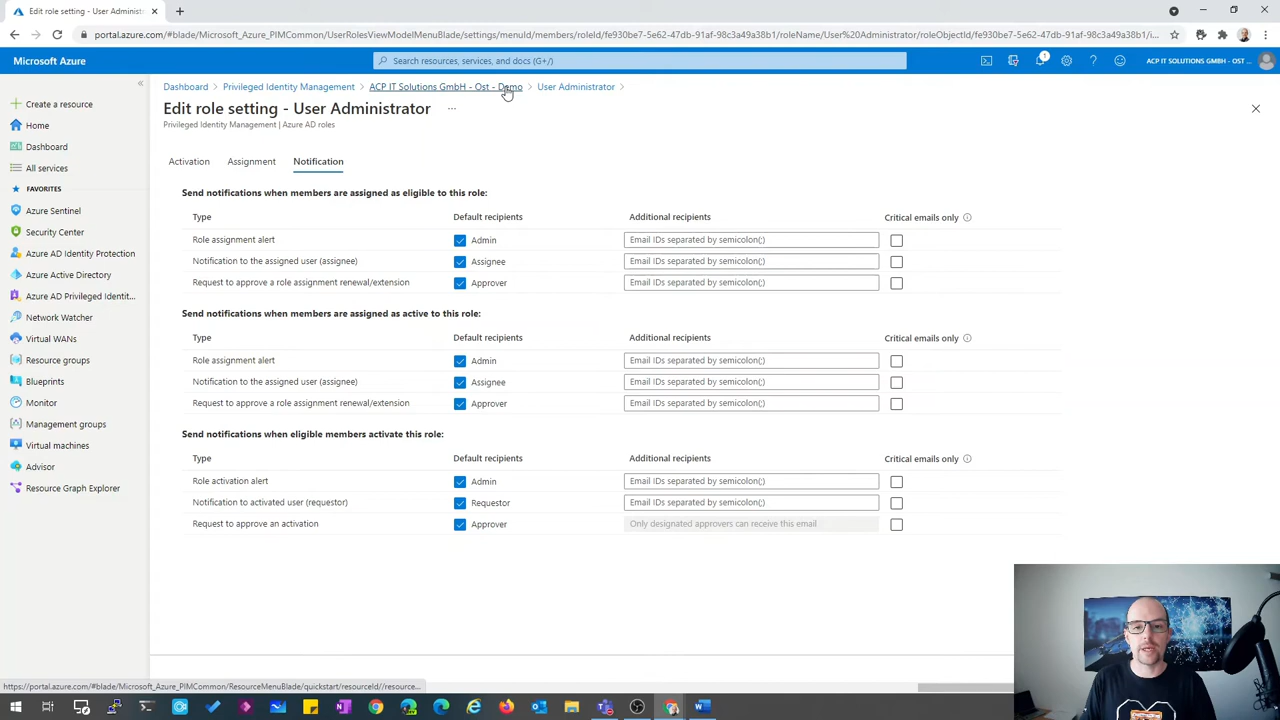 Edit role setting - User Administra
portal.azure.com/#blade/Microsoft_Azure_PIMCommon/UserRolesViewModelMenuBlade/settings/menuId/members/roleId/fe930be7-5e62-47db-91af-98c3a49a38b1/roleName/User%20Administrator/roleObjectId/fe930be7-5e62-47db-91af-98c3a49a38b1/i...
Microsoft Azure
Search resources, services, and docs (G+/)
1
ACP IT SOLUTIONS GMBH - OST ...
Dashboard > Privileged Identity Management > ACP IT Solutions GmbH - Ost - Demo > User Administrator >
Edit role setting - User Administrator ...
Privileged Identity Management | Azure AD roles
Create a resource
Home
Dashboard
All services
FAVORITES
Azure Sentinel
Security Center
Azure AD Identity Protection
Azure Active Directory
Azure AD Privileged Identit...
Network Watcher
Virtual WANs
Resource groups
Blueprints
Monitor
Management groups
Virtual machines
Advisor
Resource Graph Explorer
Activation Assignment Notification
Send notifications when members are assigned as eligible to this role:
Type Default recipients Additional recipients Critical emails only
Role assignment alert Admin Email IDs separated by semicolon(;)
Notification to the assigned user (assignee) Assignee Email IDs separated by semicolon(;)
Request to approve a role assignment renewal/extension Approver Email IDs separated by semicolon(;)
Send notifications when members are assigned as active to this role:
Type Default recipients Additional recipients Critical emails only
Role assignment alert Admin Email IDs separated by semicolon(;)
Notification to the assigned user (assignee) Assignee Email IDs separated by semicolon(;)
Request to approve a role assignment renewal/extension Approver Email IDs separated by semicolon(;)
Send notifications when eligible members activate this role:
Type Default recipients Additional recipients Critical emails only
Role activation alert Admin Email IDs separated by semicolon(;)
Notification to activated user (requestor) Requestor Email IDs separated by semicolon(;)
Request to approve an activation Approver Only designated approvers can receive this email
https://portal.azure.com/#blade/Microsoft_Azure_PIMCommon/ResourceMenuBlade/quickstart/resourceId//resource...